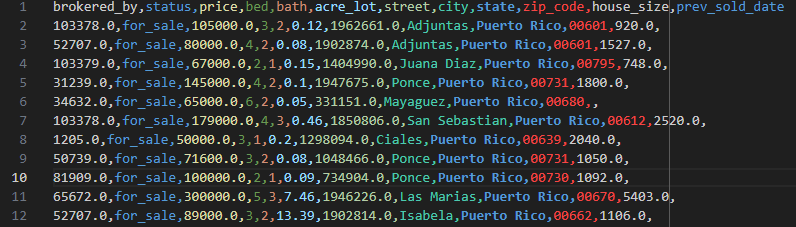 1 brokered_by,status,price,bed,bath,acre_lot,street,city,state,zip_code,house_size,prev_sold_date
2 103378.0,for_sale,105000.0,3,2,0.12,1962661.0,Adjuntas,Puerto Rico,00601,920.0,
3 52707.0,for_sale,80000.0,4,2,0.08,1902874.0,Adjuntas,Puerto Rico,00601,1527.0,
4 103379.0,for_sale,67000.0,2,1,0.15,1404990.0,Juana Diaz,Puerto Rico,00795,748.0,
5 31239.0,for_sale,145000.0,4,2,0.1,1947675.0,Ponce,Puerto Rico,00731,1800.0,
6 34632.0,for_sale,65000.0,6,2,0.05,331151.0,Mayaguez,Puerto Rico,00680,,
7 103378.0,for_sale,179000.0,4,3,0.46,1850806.0,San Sebastian,Puerto Rico,00612,2520.0,
8 1205.0,for_sale,50000.0,3,1,0.2,1298094.0,Ciales,Puerto Rico,00639,2040.0,
9 50739.0,for_sale,71600.0,3,2,0.08,1048466.0,Ponce,Puerto Rico,00731,1050.0,
10 81909.0,for_sale,100000.0,2,1,0.09,734904.0,Ponce,Puerto Rico,00730,1092.0,
11 65672.0,for_sale,300000.0,5,3,7.46,1946226.0,Las Marias,Puerto Rico,00670,5403.0,
12 52707.0,for_sale,89000.0,3,2,13.39,1902814.0,Isabela,Puerto Rico,00662,1106.0,